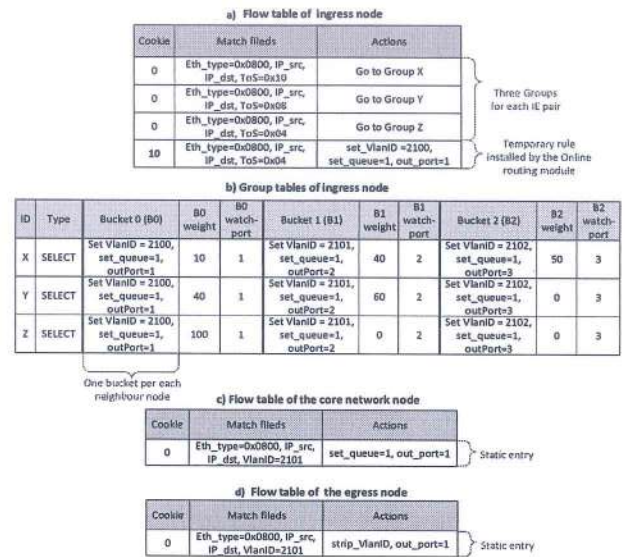 a) Flow table of ingress node
Cookie Match fileds Actions
0 Eth_type=0x0800, IP_src, IP_dst, ToS=0x10 Go to Group X
0 Eth_type=0x0800, IP_src, IP_dst, ToS=0x08 Go to Group Y
0 Eth_type=0x0800, IP_src, IP_dst, ToS=0x04 Go to Group Z
10 Eth_type=0x0800, IP_src, IP_dst, ToS=0x04 set_VlanID =2100, set_queue=1, out_port=1
Three Groups
for each IE pair
Temporary rule
installed by the Online
routing module
b) Group tables of ingress node
ID Type Bucket 0 (B0) B0 weight B0 watch-port Bucket 1 (B1) B1 weight B1 watch-port Bucket 2 (B2) B2 weight B2 watch-port
X SELECT Set VlanID = 2100, set_queue=1, outPort=1 10 1 Set VlanID = 2101, set_queue=1, outPort=2 40 2 Set VlanID = 2102, set_queue=1, outPort=3 50 3
Y SELECT Set VlanID = 2100, set_queue=1, outPort=1 40 1 Set VlanID = 2101, set_queue=1, outPort=2 60 2 Set VlanID = 2102, set_queue=1, outPort=3 0 3
Z SELECT Set VlanID = 2100, set_queue=1, outPort=1 100 1 Set VlanID = 2101, set_queue=1, outPort=2 0 2 Set VlanID = 2102, set_queue=1, outPort=3 0 3
One bucket per each
neighbour node
c) Flow table of the core network node
Cookie Match fileds Actions
0 Eth_type=0x0800, IP_src, IP_dst, VlanID=2101 set_queue=1, out_port=1
Static entry
d) Flow table of the egress node
Cookie Match fileds Actions
0 Eth_type=0x0800, IP_src, IP_dst, VlanID=2101 strip_VlanID, out_port=1
Static entry